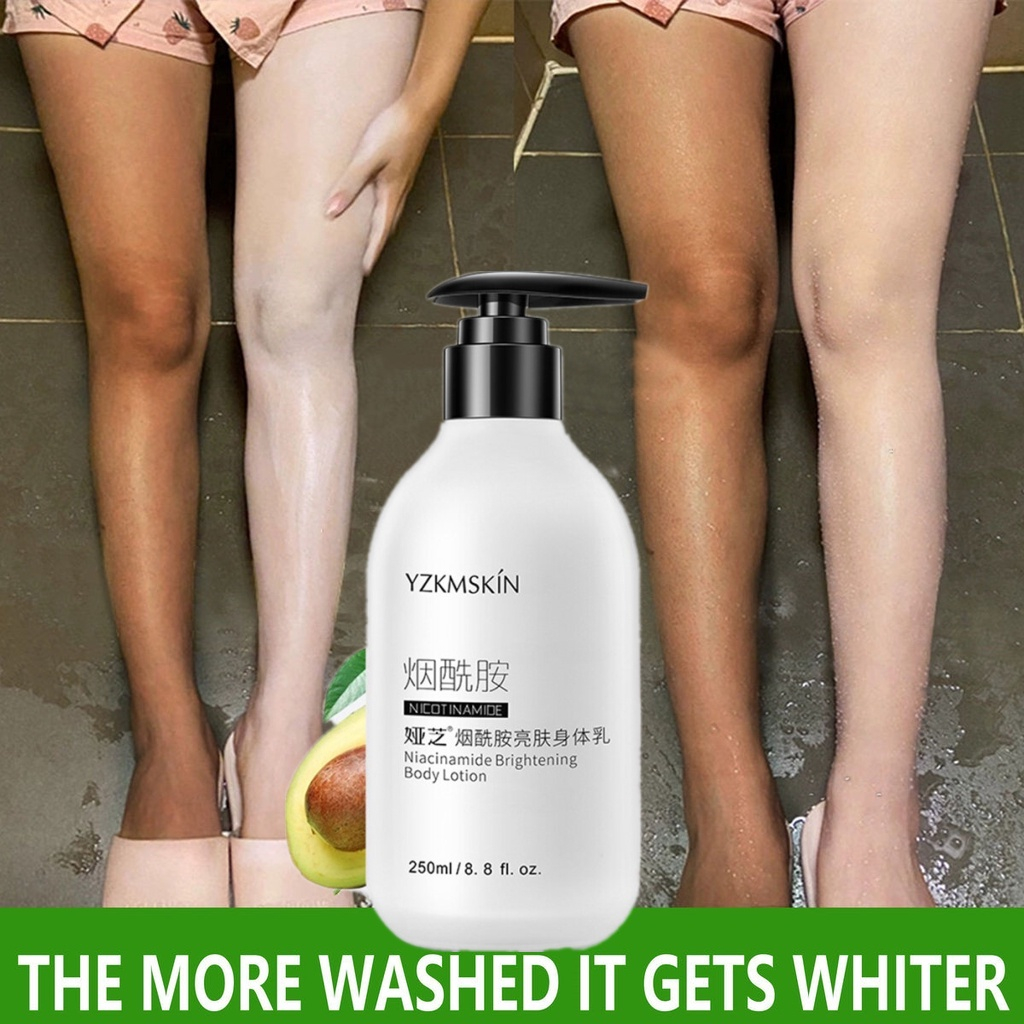 YZKMSKÍN
烟酰胺
NICOTINAMIDE
娅芝®烟酰胺亮肤身体乳
Niacinamide Brightening
Body Lotion
250ml/8. 8 fl. oz.
THE MORE WASHED IT GETS WHITER